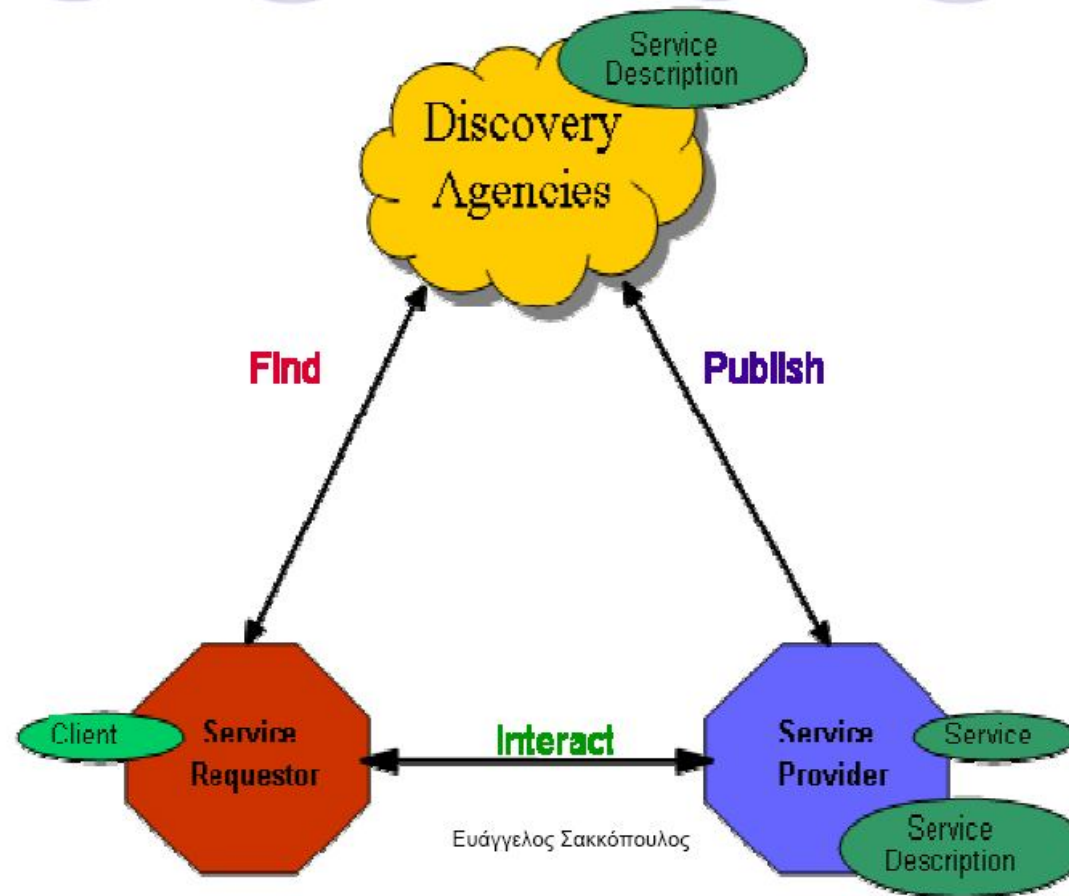 Service
Description
Discovery
Agencies
Find
Publish
Client
Service
Requestor
Interact
Service
Provider
Service
Service
Description
Ευάγγελος Σακκόπουλος